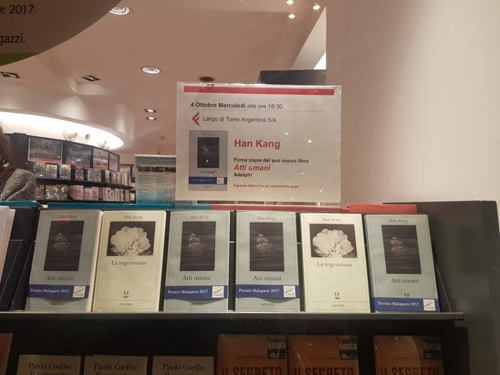 2017
gazzi.
4 Ottobre Mercoledì alle ore 18:30
Largo di Torre Argentina 5/A
Han Kang
Firma copie del suo nuovo libro
Atti umani
Adelphi
Han Kang
Atti umani
Premio Malaparte 2017
Han Kang
La vegetariana
Han Kang
Atti umani
Premio Malaparte 2017
Han Kang
Atti umani
Premio Malaparte 2017
Han Kang
La vegetariana
Han Kang
Atti umani
Premio Malaparte 2017
Paulo Coelho
Paulo Coelho
Paulo Coelho
IL SEGRETO